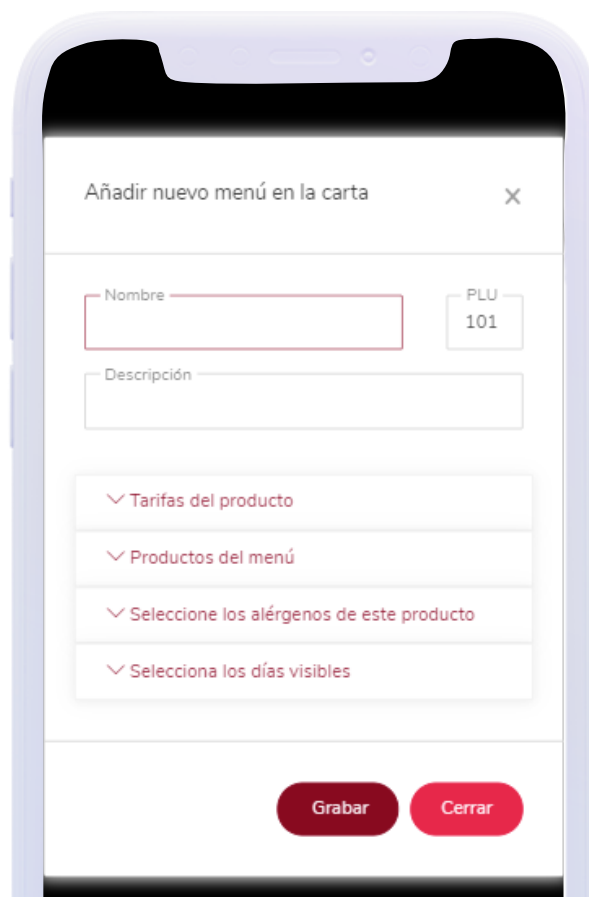 Añadir nuevo menú en la carta
Nombre
PLU
101
Descripción
Tarifas del producto
Productos del menú
Seleccione los alérgenos de este producto
Selecciona los días visibles
Grabar
Cerrar